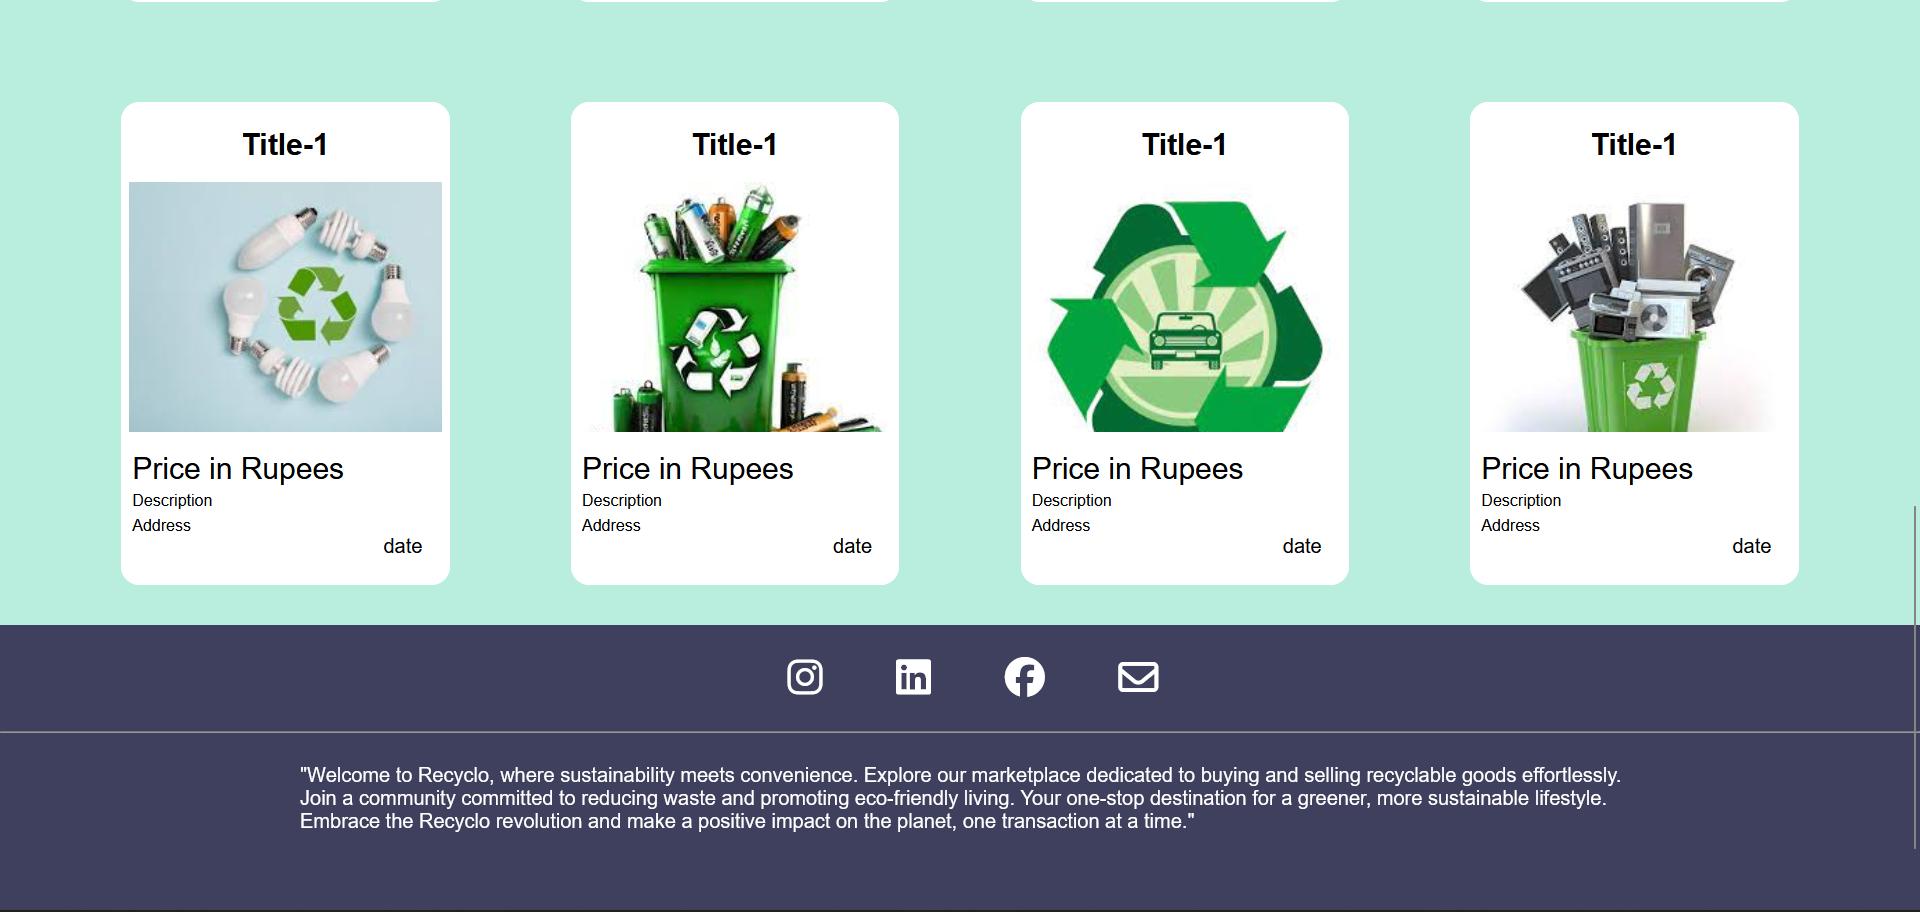 Title-1
Title-1
Title-1
Title-1
Price in Rupees
Description
Address
date
Price in Rupees
Description
Address
date
Price in Rupees
Description
Address
date
Price in Rupees
Description
Address
date
"Welcome to Recyclo, where sustainability meets convenience. Explore our marketplace dedicated to buying and selling recyclable goods effortlessly.
Join a community committed to reducing waste and promoting eco-friendly living. Your one-stop destination for a greener, more sustainable lifestyle.
Embrace the Recyclo revolution and make a positive impact on the planet, one transaction at a time."